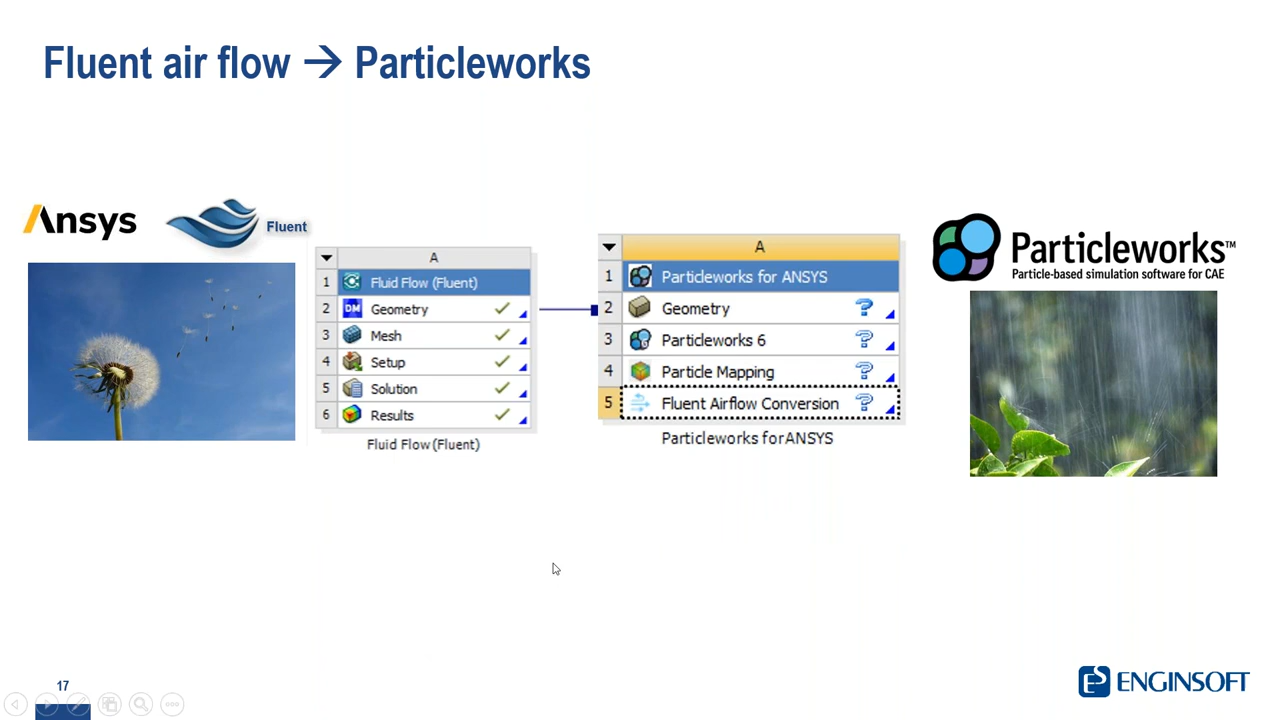 Fluent air flow → Particleworks
Ansys
Fluent
A
1 Fluid Flow (Fluent)
2 DM Geometry
3 Mesh
4 Setup
5 Solution
6 Results
Fluid Flow (Fluent)
A
1 Particleworks for ANSYS
2 Geometry ?
3 Particleworks 6 ?
4 Particle Mapping ?
5 Fluent Airflow Conversion ?
Particleworks for ANSYS
Particleworks™
Particle-based simulation software for CAE
17
ENGINSOFT